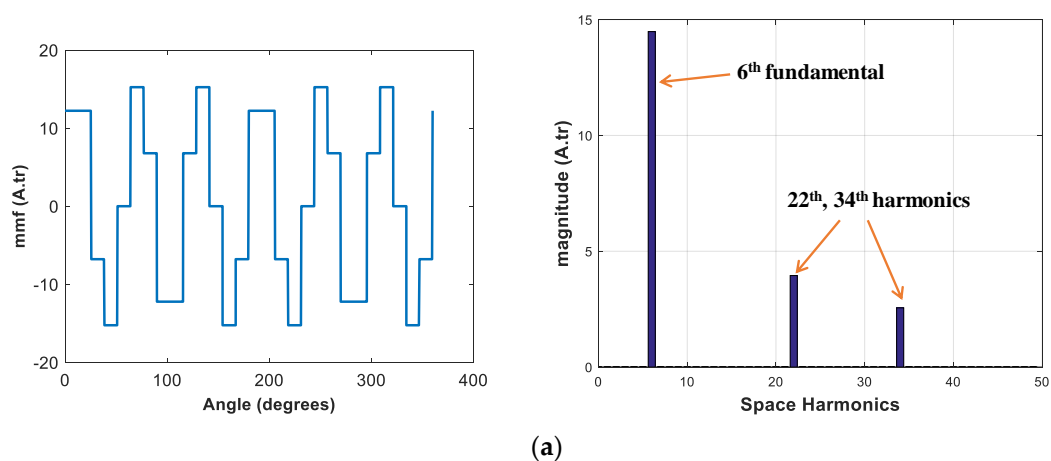 20
10
0
-10
-20
mmf (A.tr)
0
100
200
300
400
Angle (degrees)
15
10
5
0
magnitude (A.tr)
6th fundamental
22th, 34th harmonics
0
10
20
30
40
50
Space Harmonics
(a)